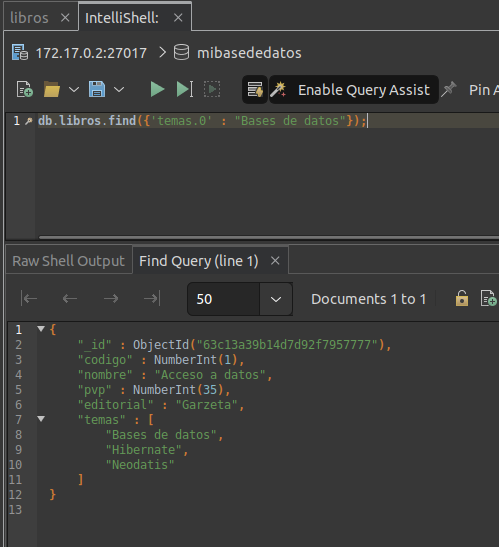 libros × IntelliShell: ×
172.17.0.2:27017 > mibasededatos
Enable Query Assist Pin A
1 db.libros.find({'temas.0' : "Bases de datos"});
Raw Shell Output Find Query (line 1) ×
50 Documents 1 to 1
1 {
2 "_id" : ObjectId("63c13a39b14d7d92f7957777"),
3 "codigo" : NumberInt(1),
4 "nombre" : "Acceso a datos",
5 "pvp" : NumberInt(35),
6 "editorial" : "Garzeta",
7 "temas" : [
8 "Bases de datos",
9 "Hibernate",
10 "Neodatis"
11 ]
12 }
13